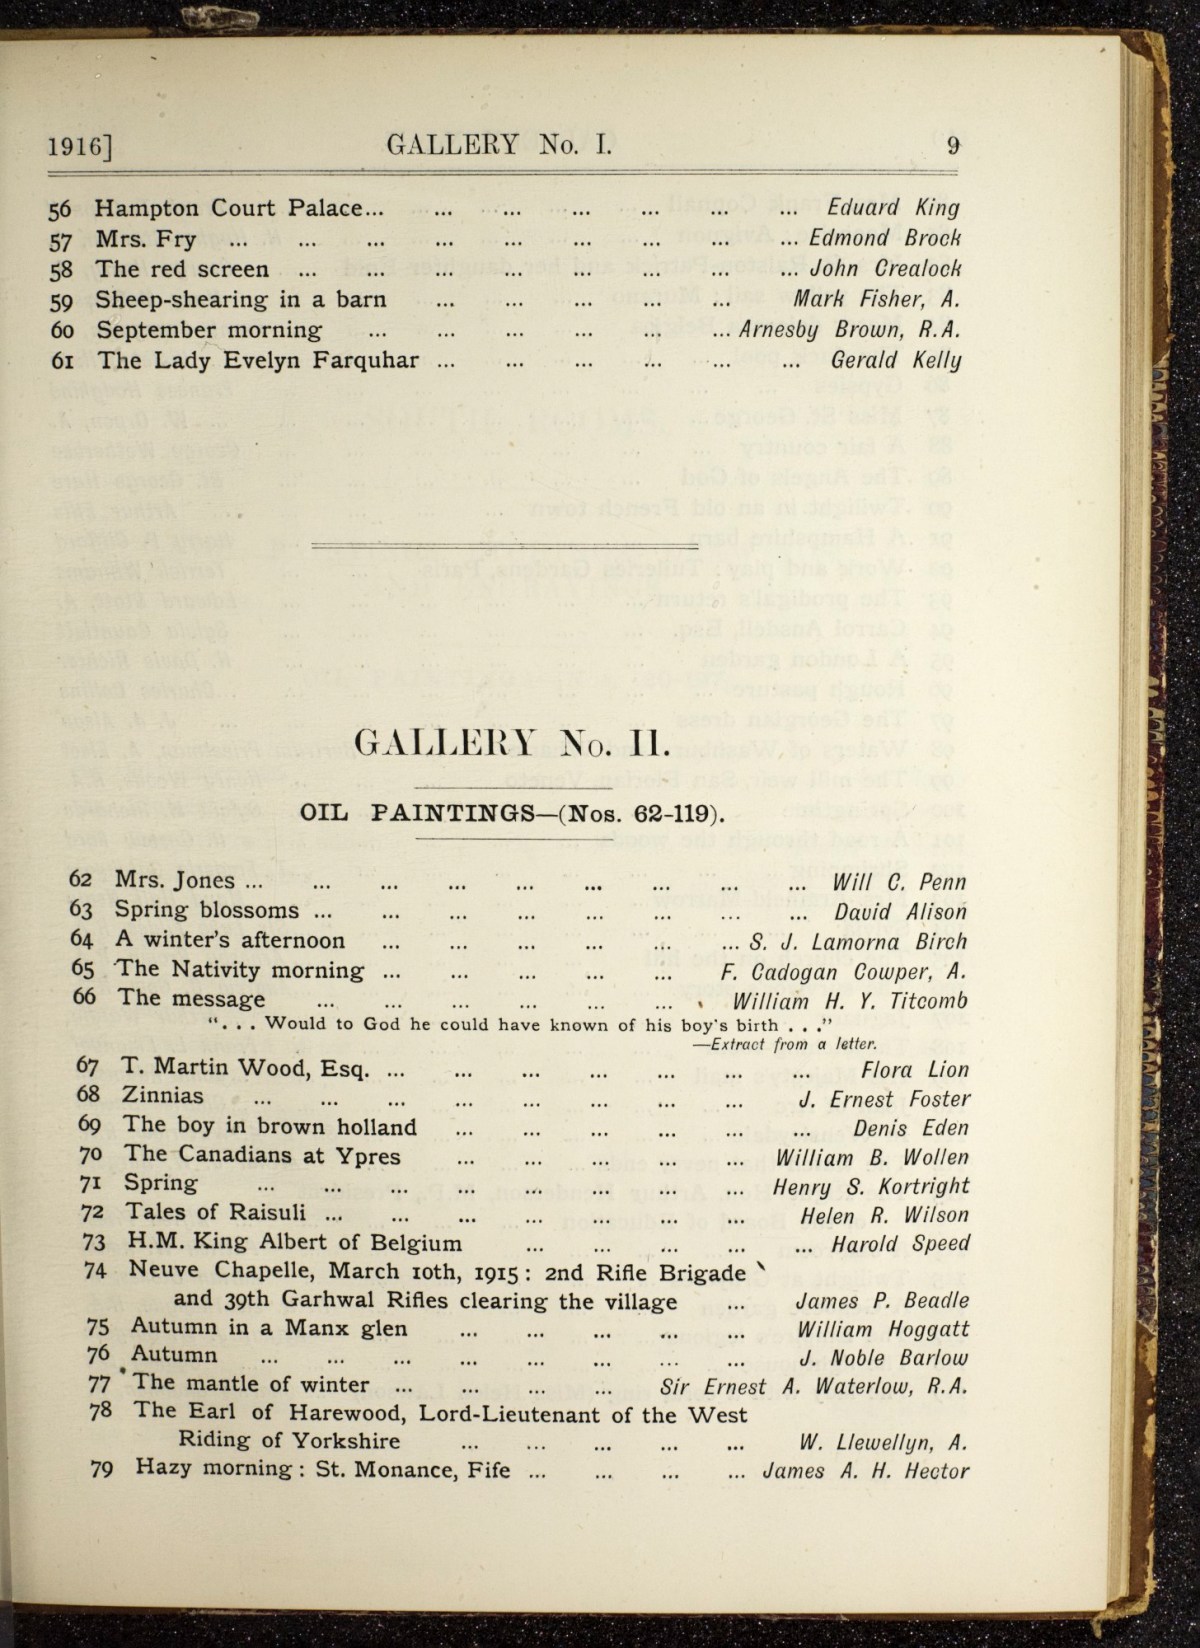 1916] GALLERY No. I. 9
56 Hampton Court Palace... ... ... ... ... ... ... Eduard King
57 Mrs. Fry ... ... ... ... ... ... ... ... ... Edmond Brock
58 The red screen ... ... ... ... ... ... ... ... John Crealock
59 Sheep-shearing in a barn ... ... ... ... ... Mark Fisher, A.
60 September morning ... ... ... ... ... ... Arnesby Brown, R.A.
61 The Lady Evelyn Farquhar ... ... ... ... ... ... Gerald Kelly
GALLERY No. II.
OIL PAINTINGS—(Nos. 62-119).
62 Mrs. Jones ... ... ... ... ... ... ... ... ... Will C. Penn
63 Spring blossoms ... ... ... ... ... ... ... ... David Alison
64 A winter's afternoon ... ... ... ... ... ... S. J. Lamorna Birch
65 The Nativity morning ... ... ... ... ... F. Cadogan Cowper, A.
66 The message ... ... ... ... ... ... William H. Y. Titcomb
". . . Would to God he could have known of his boy's birth . . ."
—Extract from a letter.
67 T. Martin Wood, Esq. ... ... ... ... ... ... ... Flora Lion
68 Zinnias ... ... ... ... ... ... ... ... J. Ernest Foster
69 The boy in brown holland ... ... ... ... ... ... Denis Eden
70 The Canadians at Ypres ... ... ... ... ... William B. Wollen
71 Spring ... ... ... ... ... ... ... ... Henry S. Kortright
72 Tales of Raisuli ... ... ... ... ... ... ... Helen R. Wilson
73 H.M. King Albert of Belgium ... ... ... ... ... Harold Speed
74 Neuve Chapelle, March 10th, 1915: 2nd Rifle Brigade
and 39th Garhwal Rifles clearing the village ... James P. Beadle
75 Autumn in a Manx glen ... ... ... ... ... William Hoggatt
76 Autumn ... ... ... ... ... ... ... ... J. Noble Barlow
77 The mantle of winter ... ... ... ... Sir Ernest A. Waterlow, R.A.
78 The Earl of Harewood, Lord-Lieutenant of the West
Riding of Yorkshire ... ... ... ... ... W. Llewellyn, A.
79 Hazy morning: St. Monance, Fife ... ... ... ... James A. H. Hector